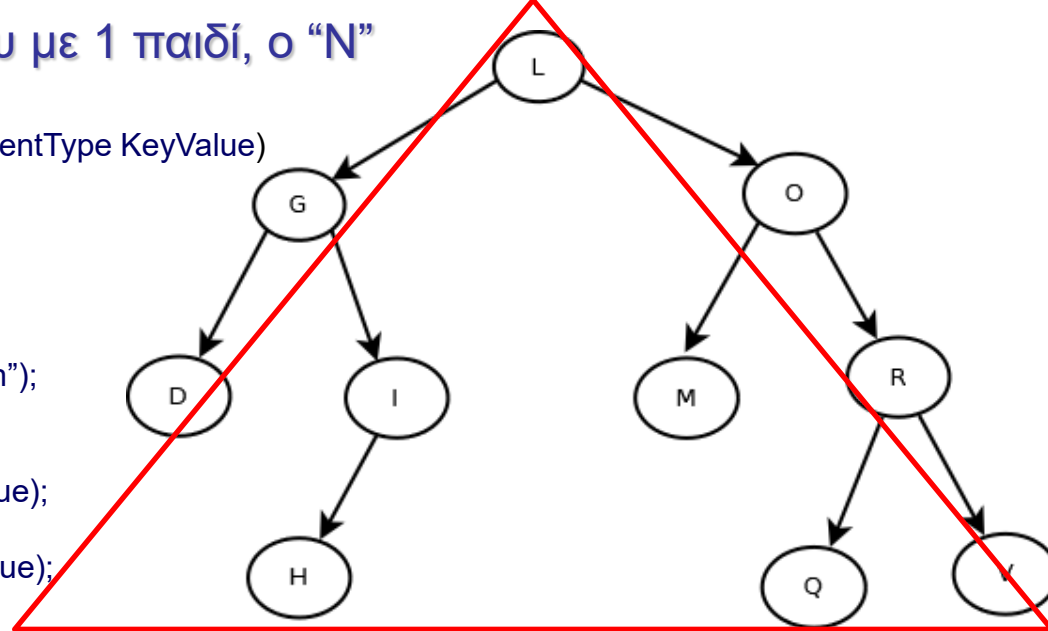 υ με 1 παιδί, ο “N”
entType KeyValue)
n”);
ue);
ue);
L
G
O
D
I
M
R
H
Q
V